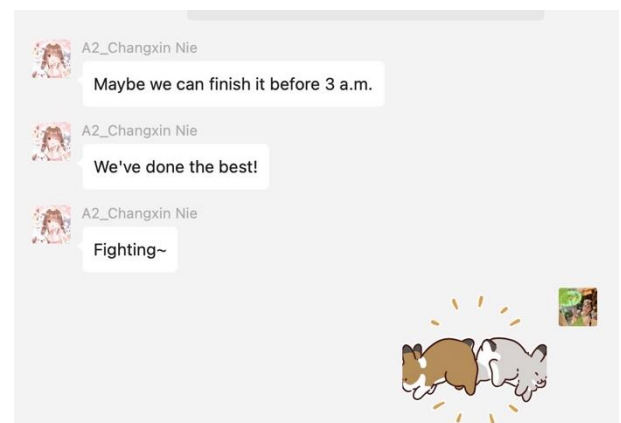 A2_Changxin Nie
Maybe we can finish it before 3 a.m.
A2_Changxin Nie
We've done the best!
A2_Changxin Nie
Fighting~